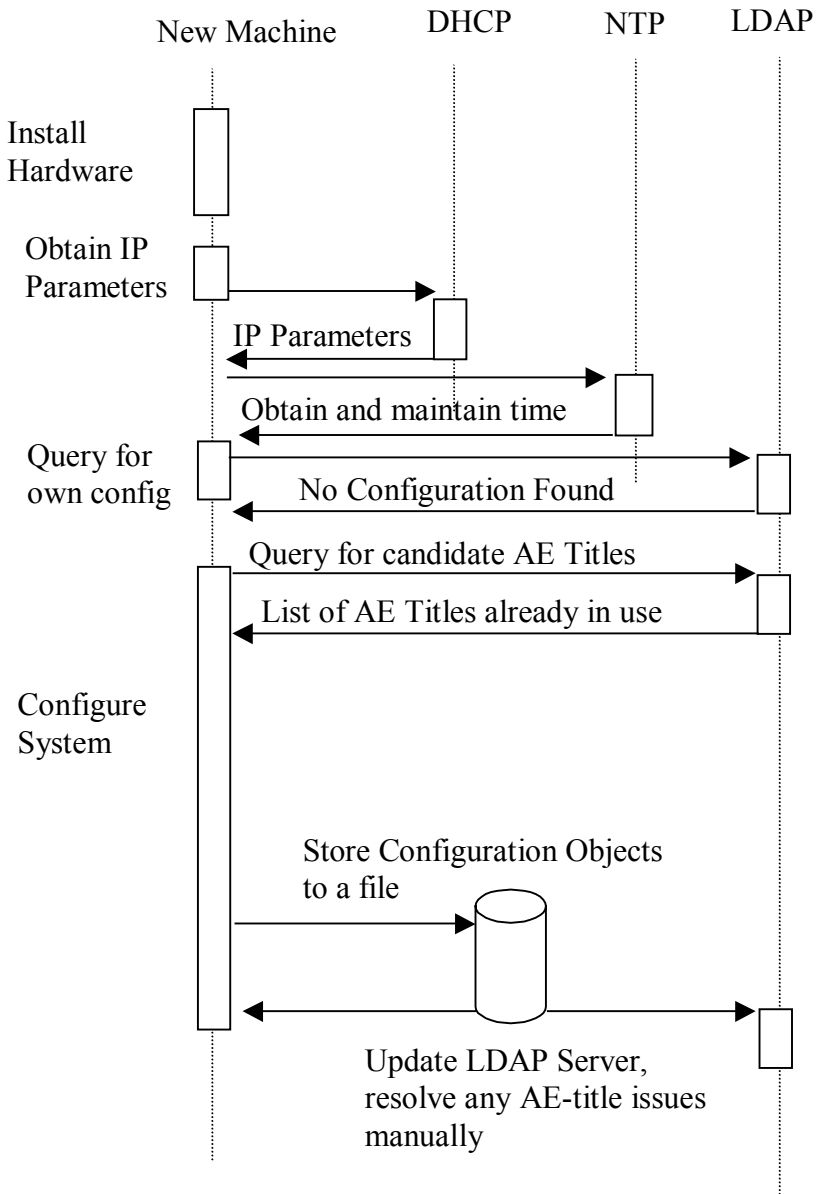 New Machine
DHCP
NTP
LDAP
Install
Hardware
Obtain IP
Parameters
IP Parameters
Obtain and maintain time
Query for
own config
No Configuration Found
Query for candidate AE Titles
List of AE Titles already in use
Configure
System
Store Configuration Objects
to a file
Update LDAP Server,
resolve any AE-title issues
manually